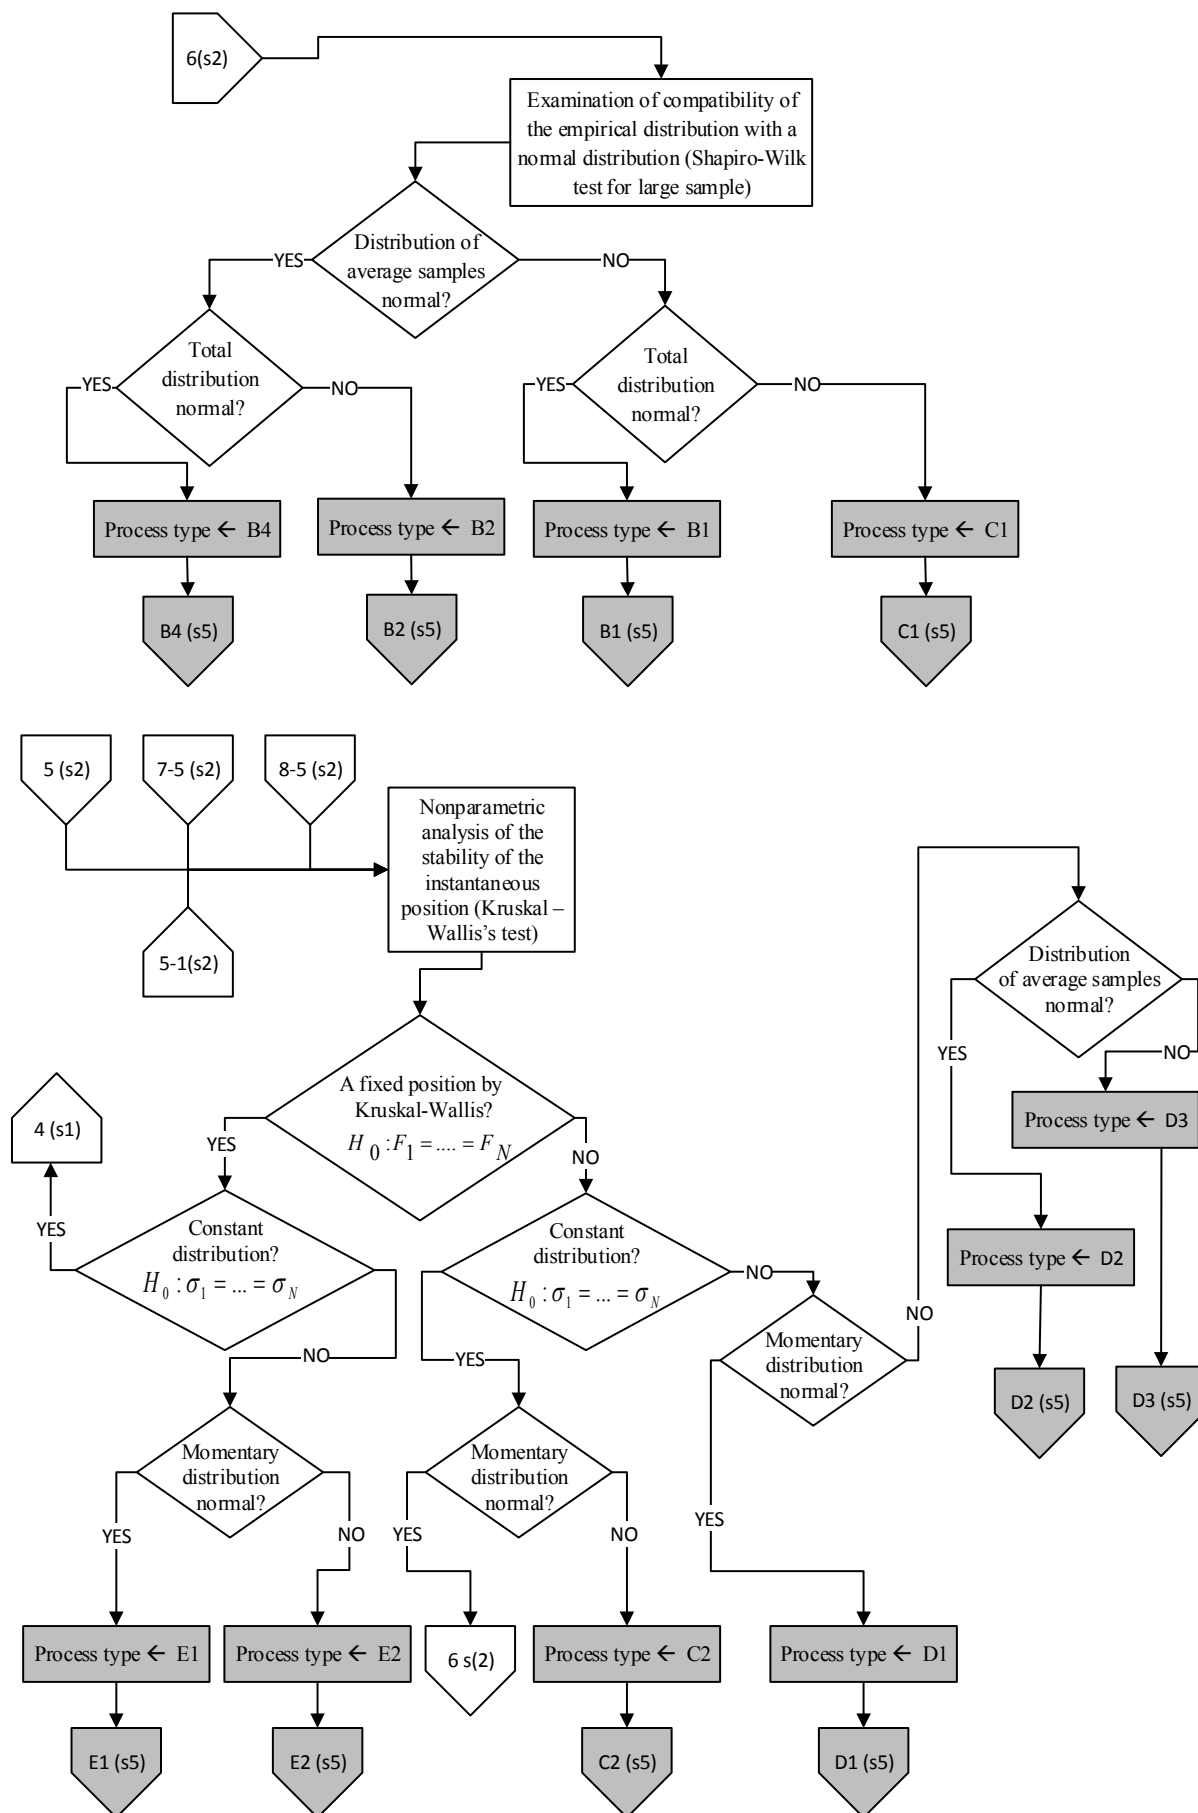 6(s2)
Examination of compatibility of
the empirical distribution with a
normal distribution (Shapiro-Wilk
test for large sample)
Distribution of
average samples
normal?
YES
NO
Total
distribution
normal?
YES
NO
Total
distribution
normal?
YES
NO
Process type ← B4
Process type ← B2
Process type ← B1
Process type ← C1
B4 (s5)
B2 (s5)
B1 (s5)
C1 (s5)
5 (s2)
7-5 (s2)
8-5 (s2)
5-1(s2)
Nonparametric
analysis of the
stability of the
instantaneous
position (Kruskal –
Wallis's test)
A fixed position by
Kruskal-Wallis?
H₀ : F₁ = .... = F_N
YES
NO
4 (s1)
YES
Constant
distribution?
H₀ : σ₁ = ... = σ_N
NO
Constant
distribution?
H₀ : σ₁ = ... = σ_N
YES
NO
Momentary
distribution
normal?
YES
NO
Distribution
of average samples
normal?
YES
NO
Process type ← D3
Process type ← D2
D2 (s5)
D3 (s5)
Momentary
distribution
normal?
YES
NO
Momentary
distribution
normal?
YES
NO
Process type ← E1
Process type ← E2
6 s(2)
Process type ← C2
Process type ← D1
E1 (s5)
E2 (s5)
C2 (s5)
D1 (s5)